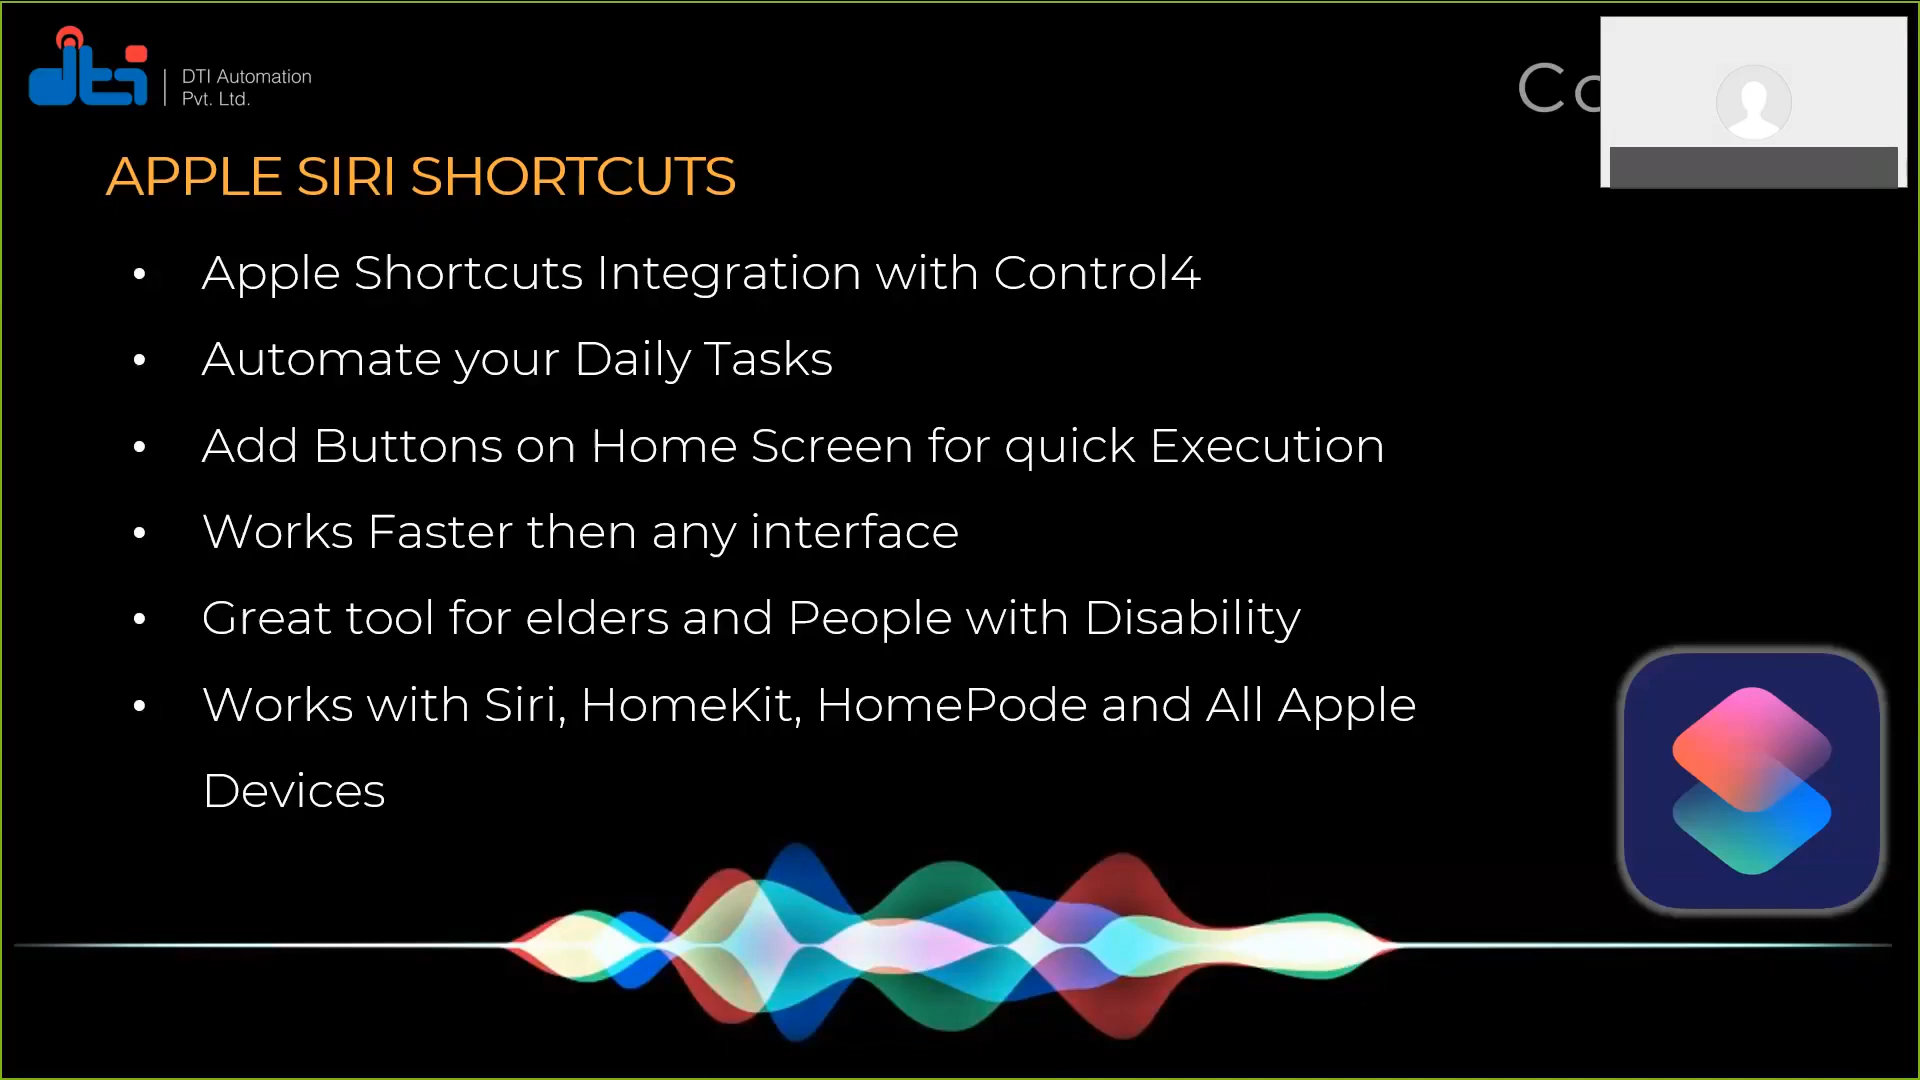 dti
DTI Automation
Pvt. Ltd.
APPLE SIRI SHORTCUTS
• Apple Shortcuts Integration with Control4
• Automate your Daily Tasks
• Add Buttons on Home Screen for quick Execution
• Works Faster then any interface
• Great tool for elders and People with Disability
• Works with Siri, HomeKit, HomePode and All Apple
Devices